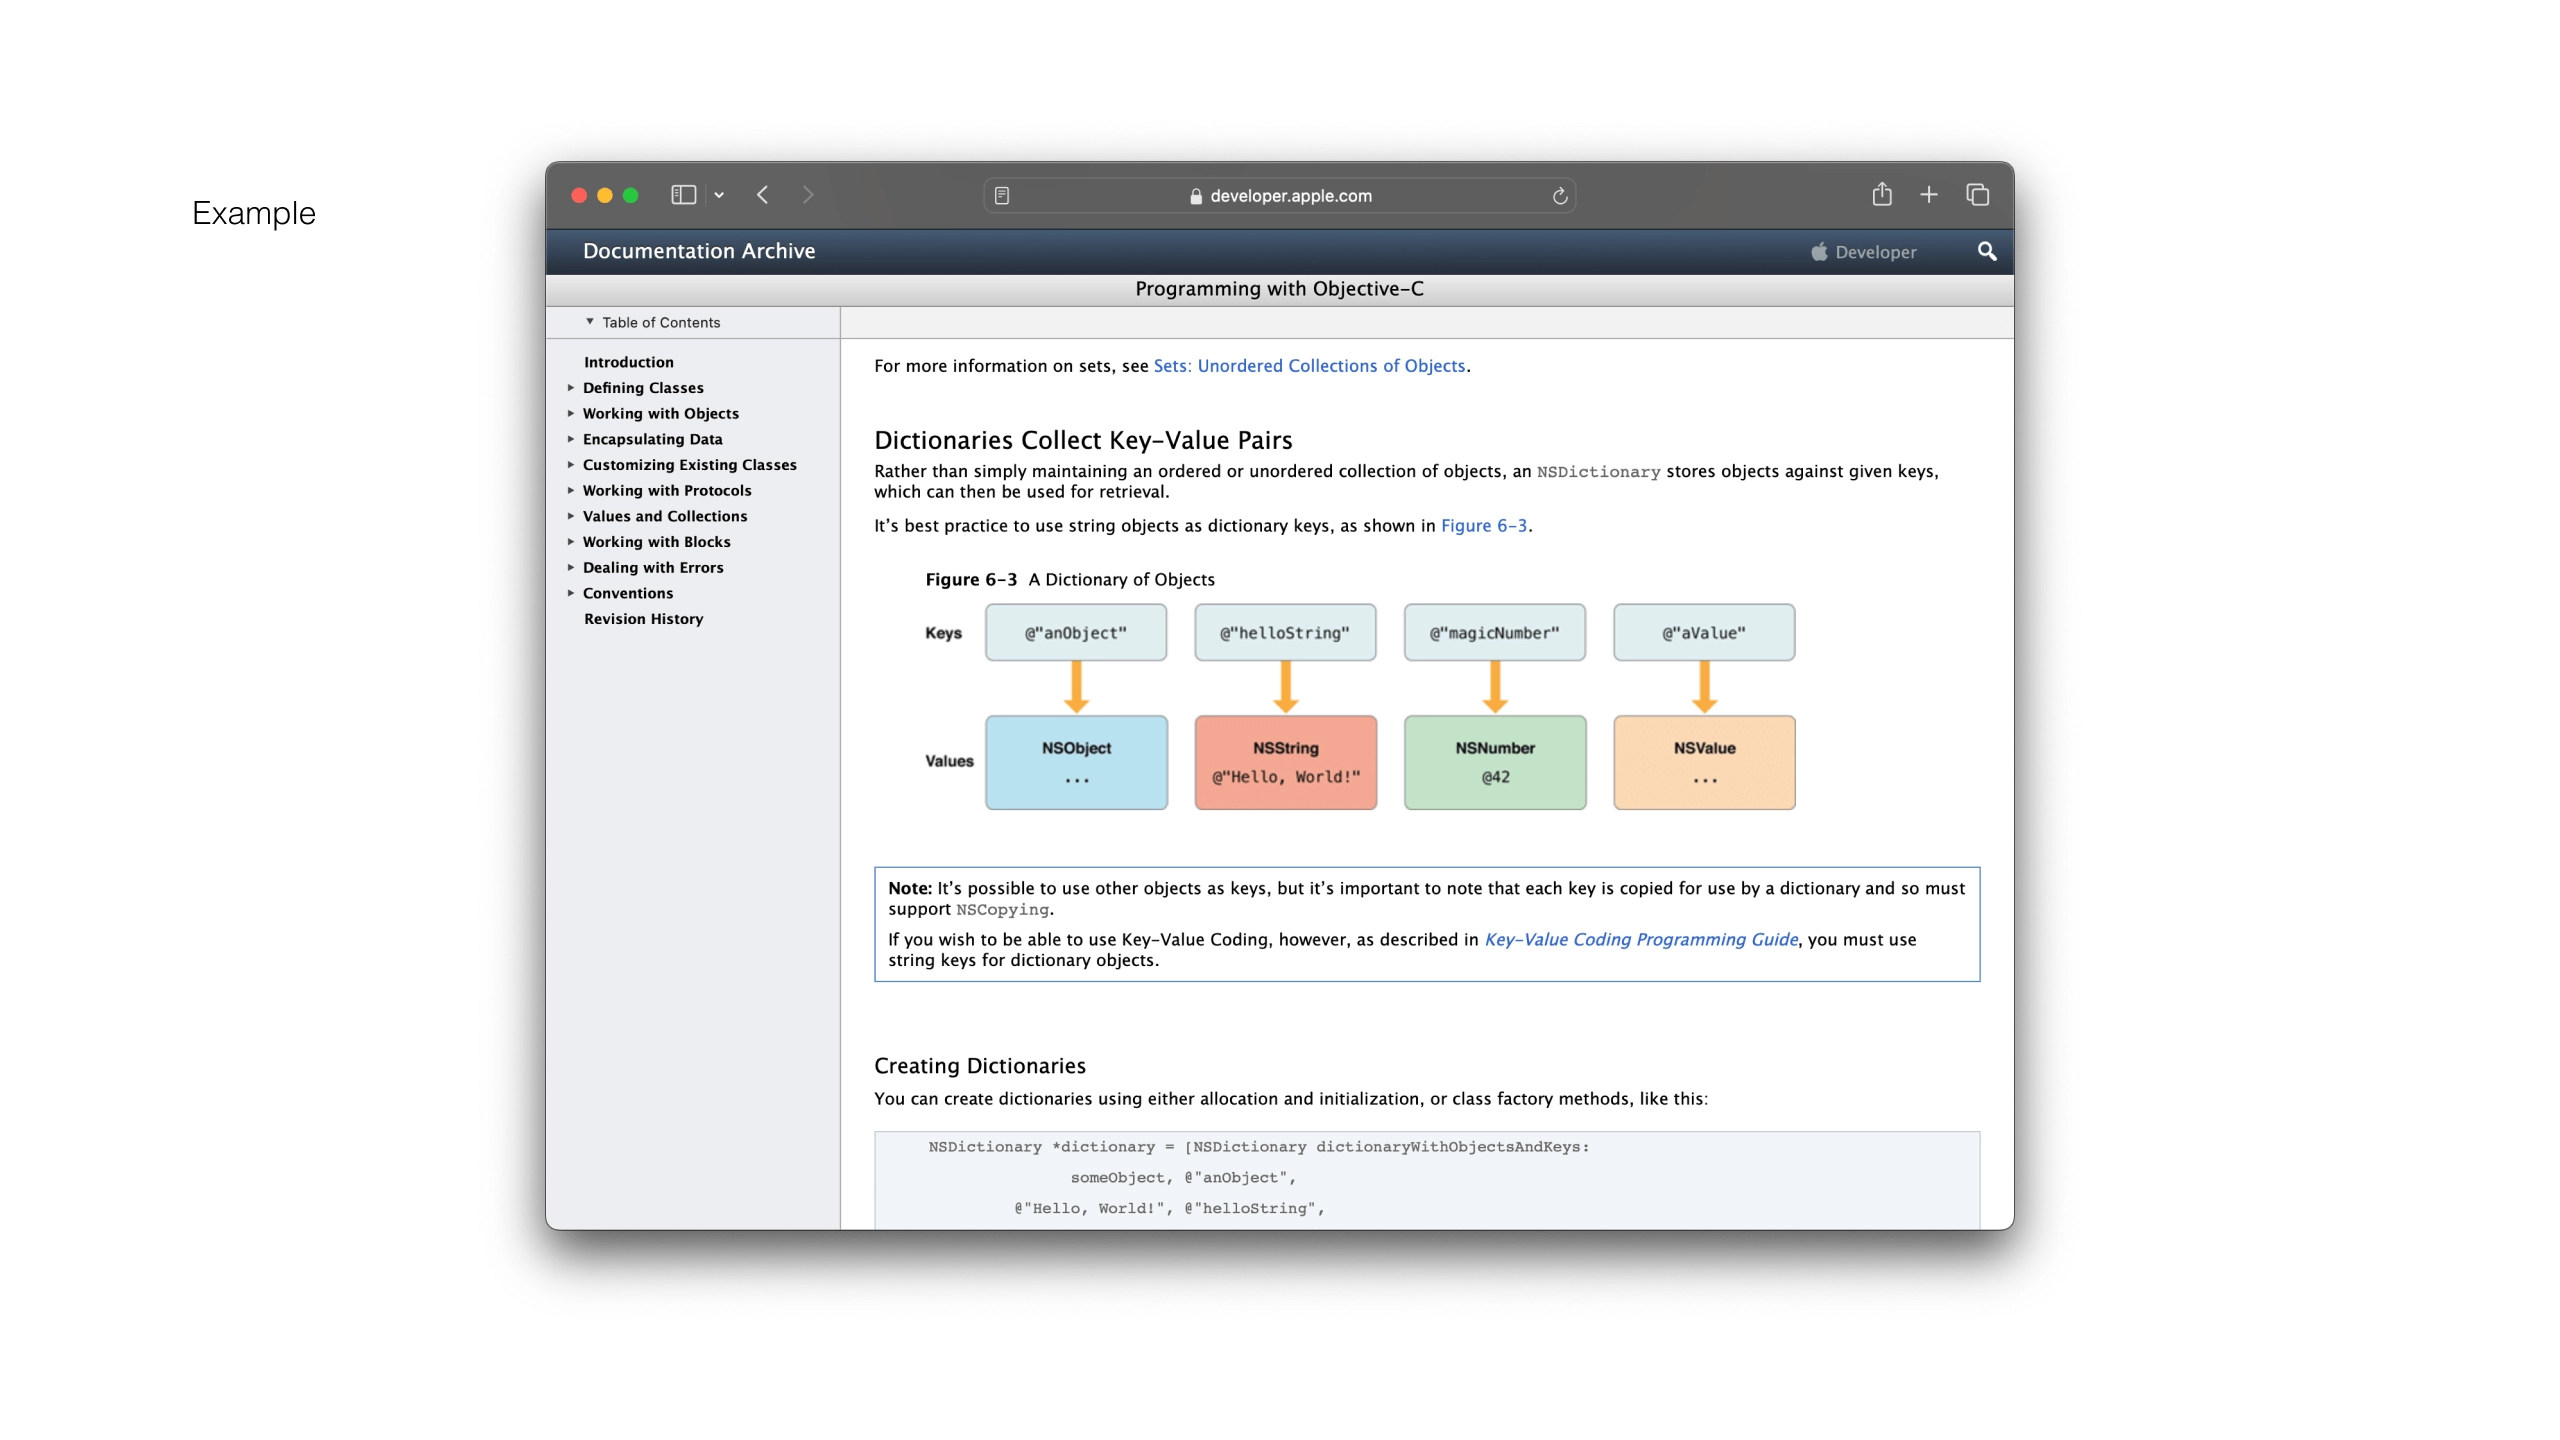 Example
developer.apple.com
Documentation Archive
Developer
Programming with Objective-C
Table of Contents
Introduction
Defining Classes
Working with Objects
Encapsulating Data
Customizing Existing Classes
Working with Protocols
Values and Collections
Working with Blocks
Dealing with Errors
Conventions
Revision History
For more information on sets, see Sets: Unordered Collections of Objects.
Dictionaries Collect Key-Value Pairs
Rather than simply maintaining an ordered or unordered collection of objects, an NSDictionary stores objects against given keys,
which can then be used for retrieval.
It's best practice to use string objects as dictionary keys, as shown in Figure 6-3.
Figure 6-3 A Dictionary of Objects
Keys @"anObject" @"helloString" @"magicNumber" @"aValue"
NSObject NSString NSNumber NSValue
Values
... @"Hello, World!" @42 ...
Note: It's possible to use other objects as keys, but it's important to note that each key is copied for use by a dictionary and so must
support NSCopying.
If you wish to be able to use Key-Value Coding, however, as described in Key-Value Coding Programming Guide, you must use
string keys for dictionary objects.
Creating Dictionaries
You can create dictionaries using either allocation and initialization, or class factory methods, like this:
NSDictionary *dictionary = [NSDictionary dictionaryWithObjectsAndKeys:
someObject, @"anObject",
@"Hello, World!", @"helloString",